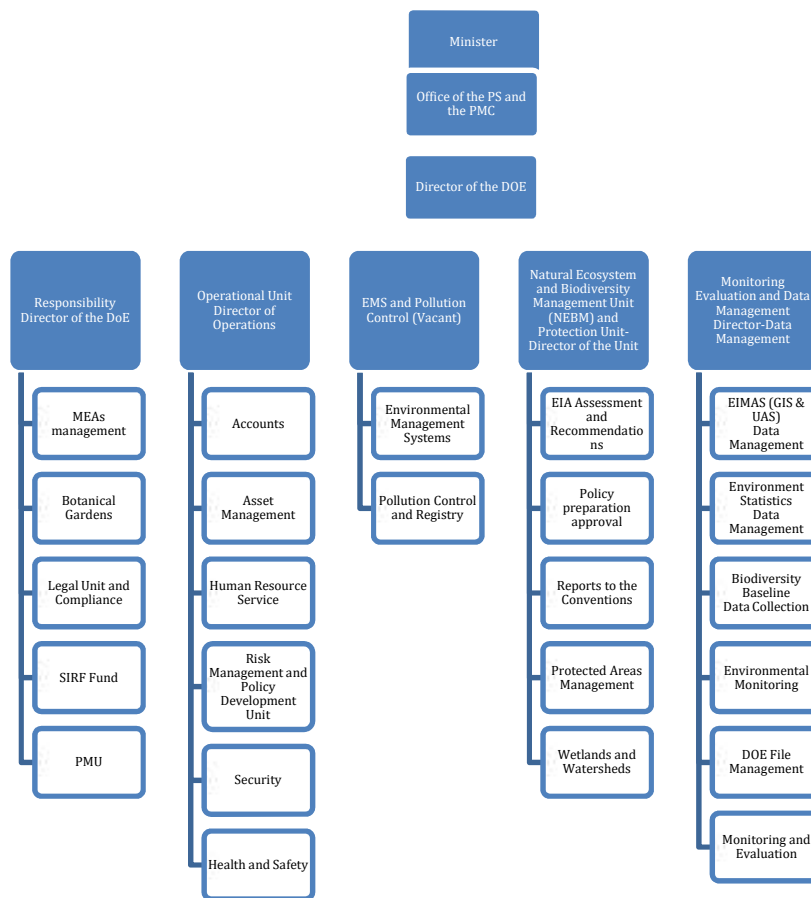 Minister
Office of the PS and
the PMC
Director of the DOE
Responsibility
Director of the DoE
MEAs
management
Botanical
Gardens
Legal Unit and
Compliance
SIRF Fund
PMU
Operational Unit
Director of
Operations
Accounts
Asset
Management
Human Resource
Service
Risk
Management and
Policy
Development
Unit
Security
Health and Safety
EMS and Pollution
Control (Vacant)
Environmental
Management
Systems
Pollution Control
and Registry
Natural Ecosystem
and Biodiversity
Management Unit
(NEBM) and
Protection Unit-
Director of the Unit
EIA Assessment
and
Recommendatio
ns
Policy
preparation
approval
Reports to the
Conventions
Protected Areas
Management
Wetlands and
Watersheds
Monitoring
Evaluation and Data
Management
Director-Data
Management
EIMAS (GIS &
UAS)
Data
Management
Environment
Statistics
Data
Management
Biodiversity
Baseline
Data Collection
Environmental
Monitoring
DOE File
Management
Monitoring and
Evaluation